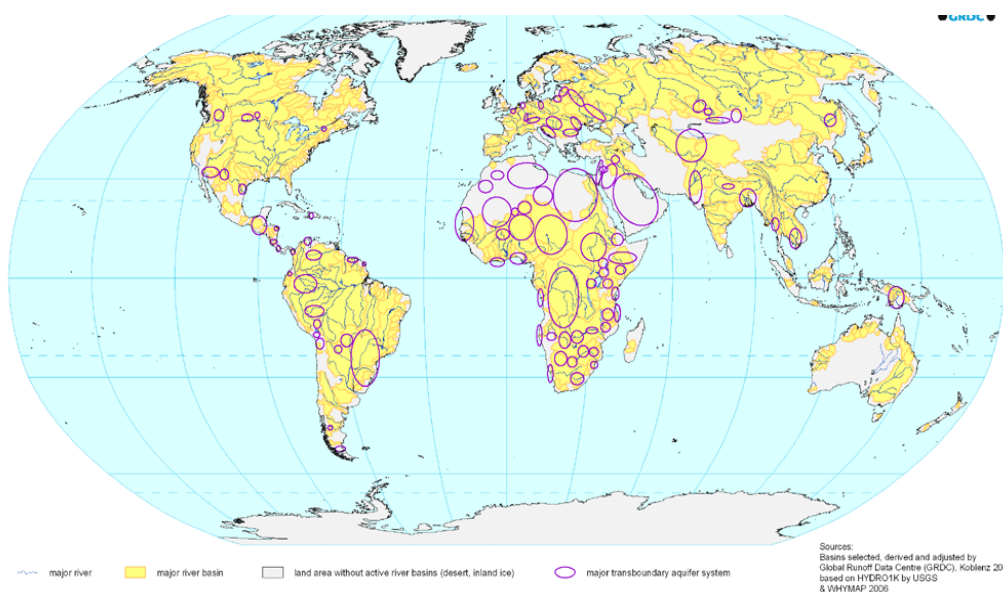 GRDC
major river
major river basin
land area without active river basins (desert, inland ice)
major transboundary aquifer system
Sources:
Basins selected, derived and adjusted by
Global Runoff Data Centre (GRDC), Koblenz 20
based on HYDRO1K by USGS
& WHYMAP 2006